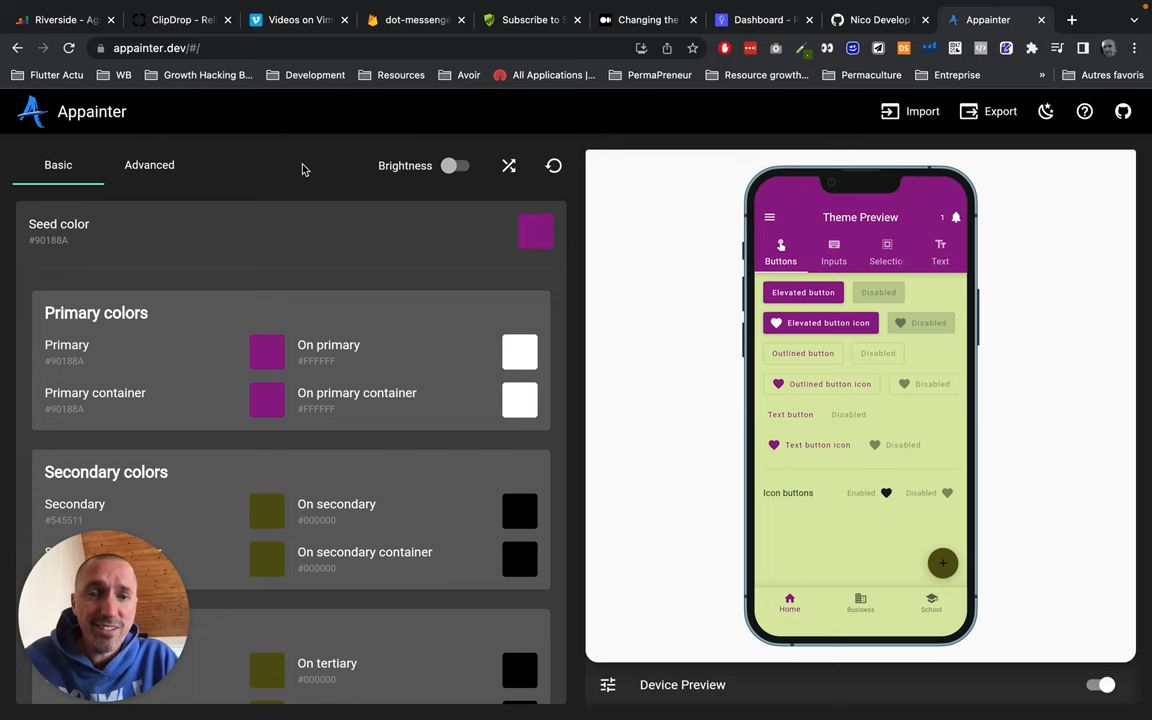 Riverside - Ag
ClipDrop - Rel
Videos on Vim
dot-messenge
Subscribe to S
Changing the
Dashboard - P
Nico Develop
Appainter
appainter.dev/#/
Flutter Actu
WB
Growth Hacking B...
Development
Resources
Avoir
All Applications |...
PermaPreneur
Resource growth...
Permaculture
Entreprise
»
Autres favoris
Appainter
Import
Export
Basic
Advanced
Brightness
Seed color
#90188A
Primary colors
Primary
#90188A
On primary
#FFFFFF
Primary container
#90188A
On primary container
#FFFFFF
Secondary colors
Secondary
#545511
On secondary
#000000
On secondary container
#000000
On tertiary
#000000
Theme Preview
1
Buttons
Inputs
Selectio
Tт
Text
Elevated button
Disabled
Elevated button icon
Disabled
Outlined button
Disabled
Outlined button icon
Disabled
Text button
Disabled
Text button icon
Disabled
Icon buttons
Enabled
Disabled
Home
Business
School
Device Preview